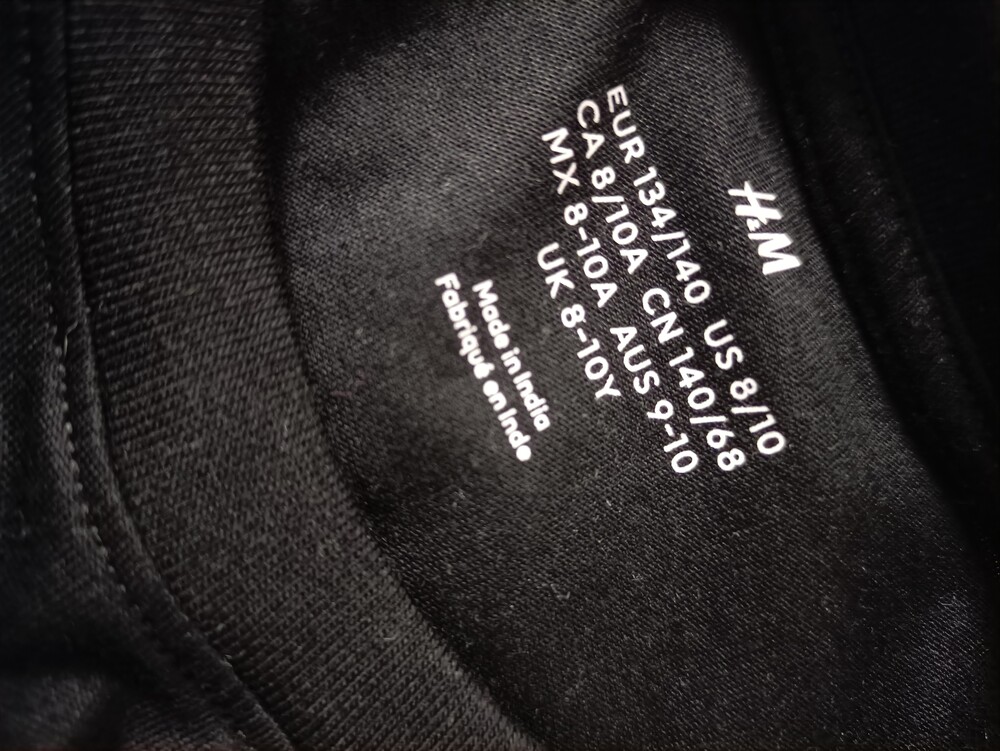 H&M
EUR 134/140 US 8/10
CA 8/10A CN 140/68
MX 8-10A AUS 9-10
UK 8-10Y
Made in India
Fabriqué en Inde